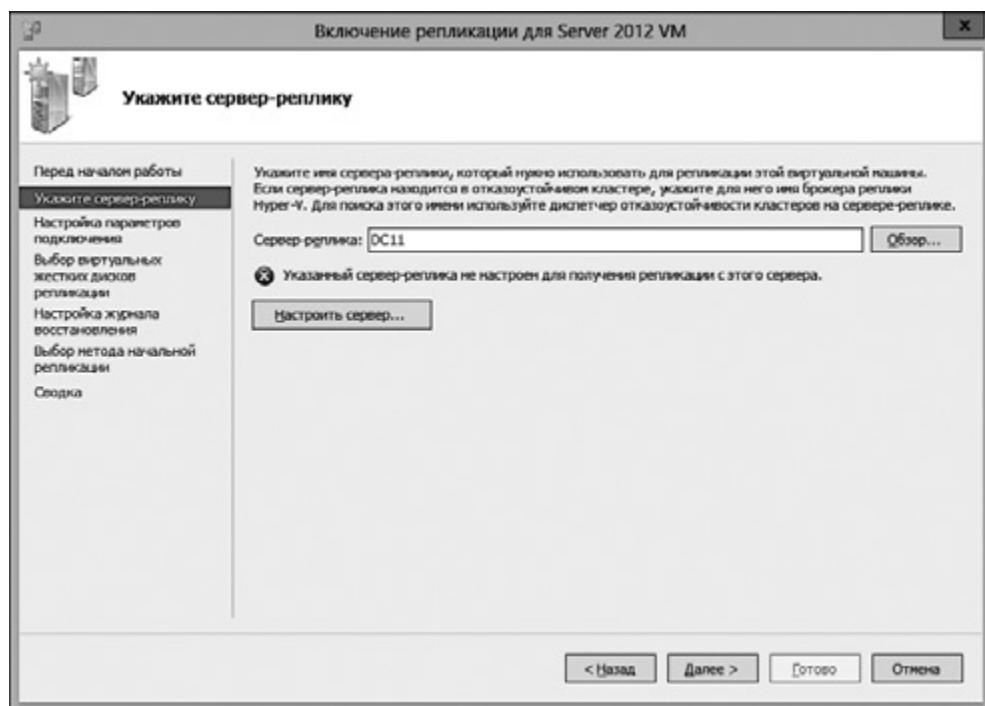 Включение репликации для Server 2012 VM
x
Укажите сервер-реплику
Перед началом работы
Укажите сервер-реплику
Настройка параметров
подключения
Выбор виртуальных
жестких дисков
репликации
Настройка журнала
восстановления
Выбор метода начальной
репликации
Сводка
Укажите имя сервера-реплики, который нужно использовать для репликации этой виртуальной машины.
Если сервер-реплика находится в отказоустойчивом кластере, укажите для него имя брокера реплики
Hyper-V. Для поиска этого имени используйте диспетчер отказоустойчивости кластеров на сервере-реплике.
Сервер-реплика: DC11 Обзор...
Указанный сервер-реплика не настроен для получения репликации с этого сервера.
Настроить сервер...
< Назад Далее > Готово Отмена